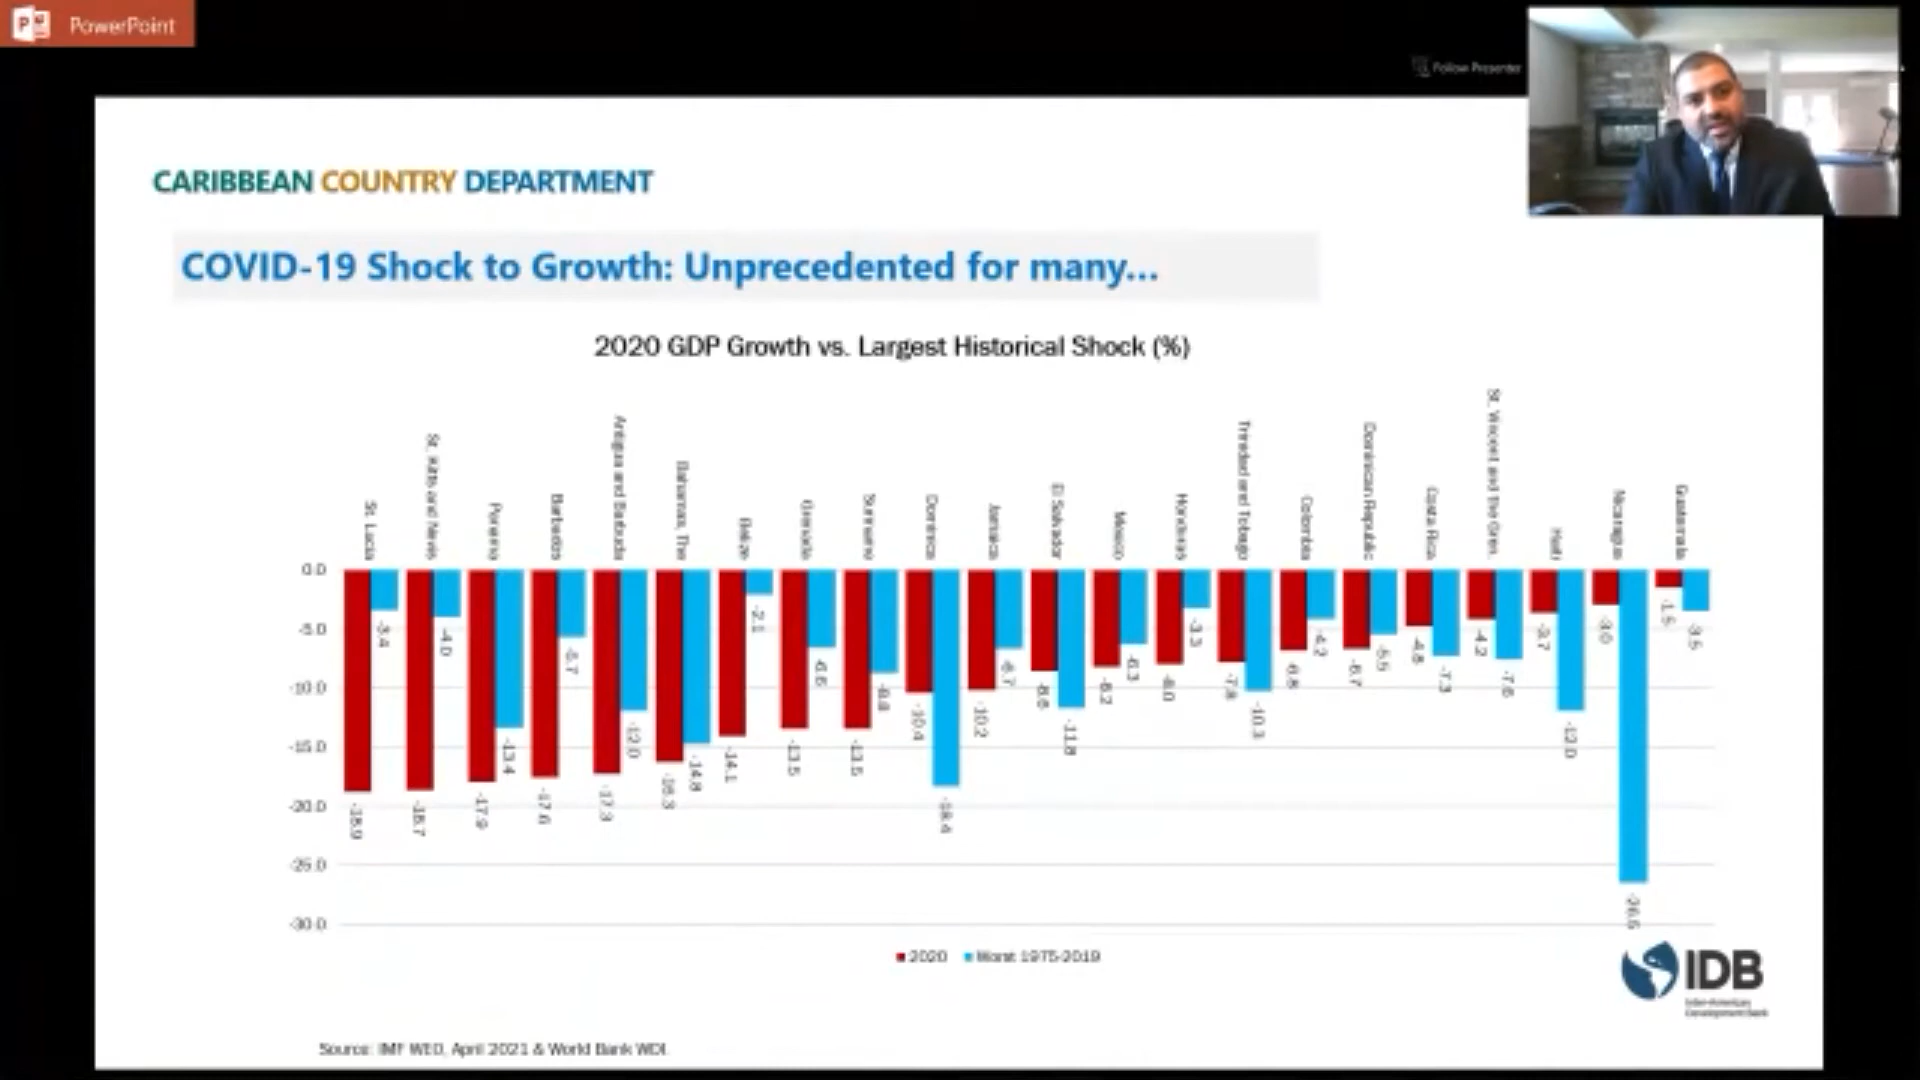 PowerPoint
Follow Presenter
CARIBBEAN COUNTRY DEPARTMENT
COVID-19 Shock to Growth: Unprecedented for many...
2020 GDP Growth vs. Largest Historical Shock (%)
St. Lucia
St. Kitts and Nevis
Panama
Barbados
Antigua and Barbuda
Bahamas, The
Belize
Grenada
Suriname
Dominica
Jamaica
El Salvador
Mexico
Honduras
Trinidad and Tobago
Colombia
Dominican Republic
Costa Rica
St. Vincent and the Gren.
Haiti
Nicaragua
Guatemala
0.0
-5.0
-10.0
-15.0
-20.0
-25.0
-30.0
-18.9
-3.4
-18.7
-4.0
-17.9
-13.4
-17.6
-5.7
-17.3
-12.0
-16.3
-14.8
-14.1
-2.1
-13.5
-6.6
-13.5
-8.8
-10.4
-18.4
-10.2
-6.7
-8.6
-11.8
-8.2
-6.3
-8.0
-3.3
-7.8
-10.3
-6.8
-4.2
-6.7
-5.5
-4.8
-7.3
-4.2
-7.6
-3.7
-12.0
-3.0
-26.5
-1.5
-3.5
2020 Worst 1975-2019
IDB
Inter-American
Development Bank
Source: IMF WEO, April 2021 & World Bank WDI.